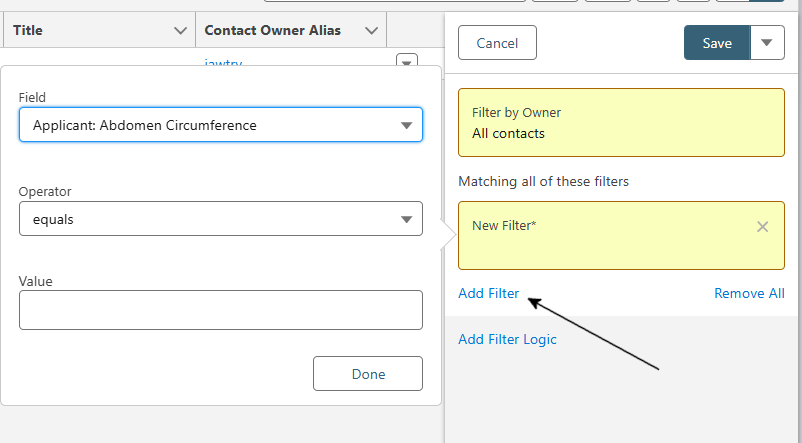 Title
Contact Owner Alias
jawtry
Cancel
Save
Field
Applicant: Abdomen Circumference
Operator
equals
Value
Done
Filter by Owner
All contacts
Matching all of these filters
New Filter*
Add Filter
Remove All
Add Filter Logic